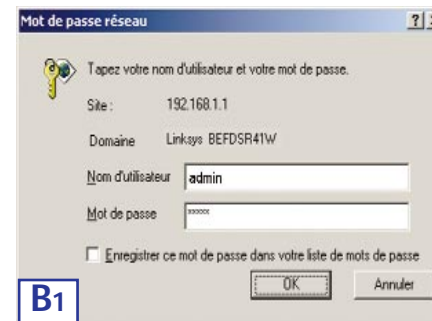 Mot de passe réseau ?
Tapez votre nom d'utilisateur et votre mot de passe.
Site : 192.168.1.1
Domaine Linksys BEFDSR41W
Nom d'utilisateur admin
Mot de passe xxxxx
Enregistrer ce mot de passe dans votre liste de mots de passe
OK Annuler
B1